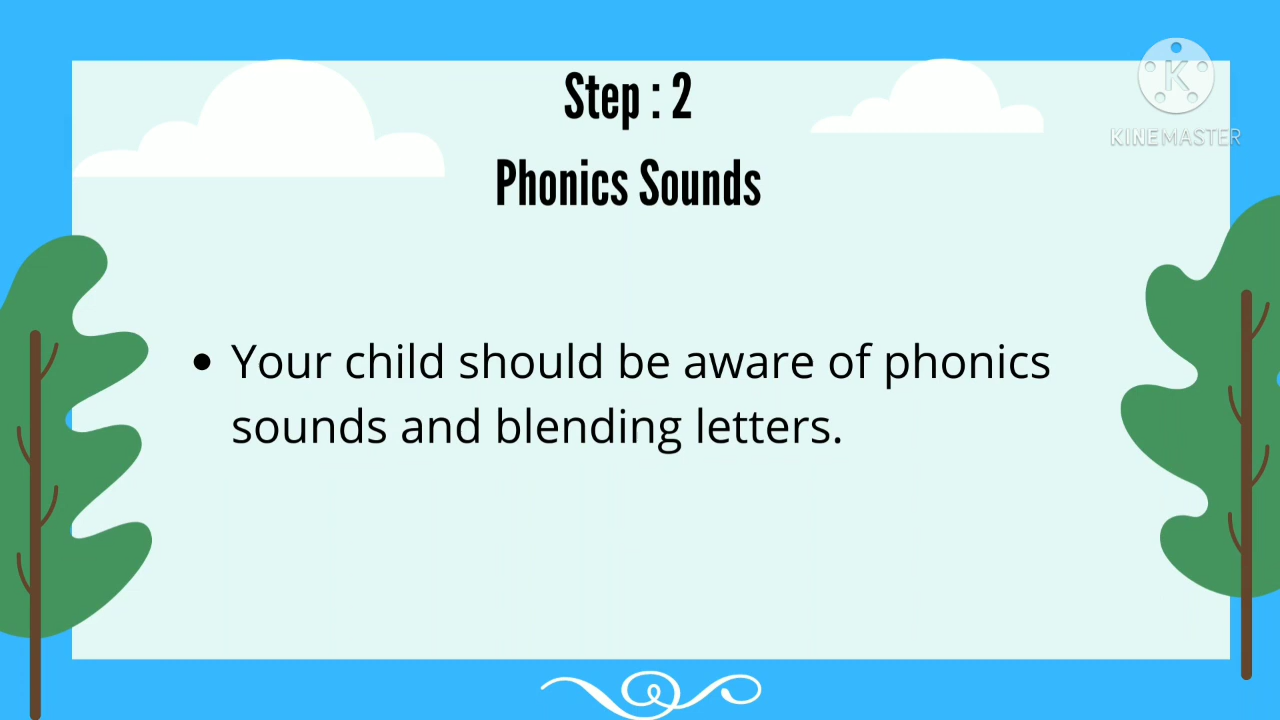 Step : 2
K
KINEMASTER
Phonics Sounds
• Your child should be aware of phonics
sounds and blending letters.